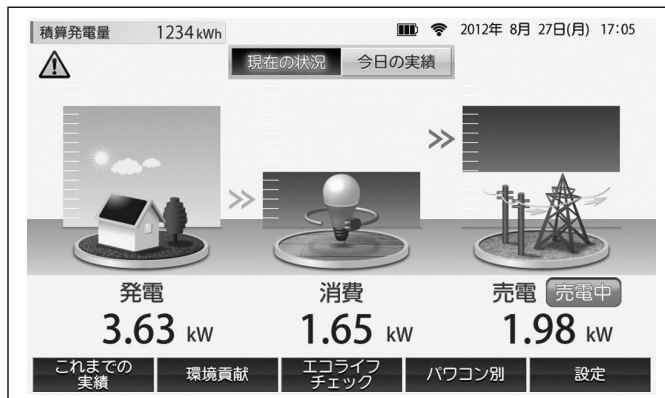 積算発電量 1234 kWh
2012年 8月 27日(月) 17:05
現在の状況 今日の実績
発電 消費 売電 売電中
3.63 kW 1.65 kW 1.98 kW
これまでの
実績
環境貢献
エコライフ
チェック
パワコン別
設定